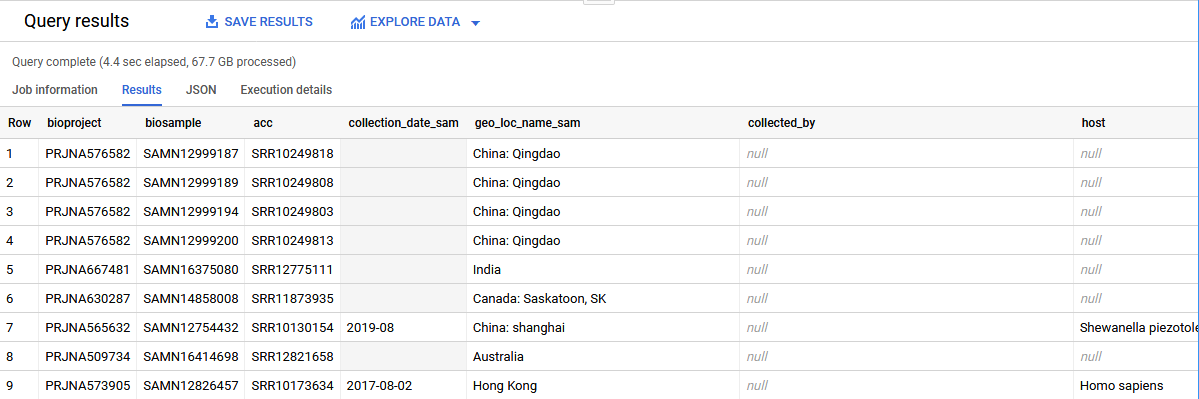 Query results SAVE RESULTS EXPLORE DATA
Query complete (4.4 sec elapsed, 67.7 GB processed)
Job information Results JSON Execution details
Row bioproject biosample acc collection_date_sam geo_loc_name_sam collected_by host
1 PRJNA576582 SAMN12999187 SRR10249818 China: Qingdao null null
2 PRJNA576582 SAMN12999189 SRR10249808 China: Qingdao null null
3 PRJNA576582 SAMN12999194 SRR10249803 China: Qingdao null null
4 PRJNA576582 SAMN12999200 SRR10249813 China: Qingdao null null
5 PRJNA667481 SAMN16375080 SRR12775111 India null null
6 PRJNA630287 SAMN14858008 SRR11873935 Canada: Saskatoon, SK null null
7 PRJNA565632 SAMN12754432 SRR10130154 2019-08 China: shanghai null Shewanella piezotole
8 PRJNA509734 SAMN16414698 SRR12821658 Australia null null
9 PRJNA573905 SAMN12826457 SRR10173634 2017-08-02 Hong Kong null Homo sapiens